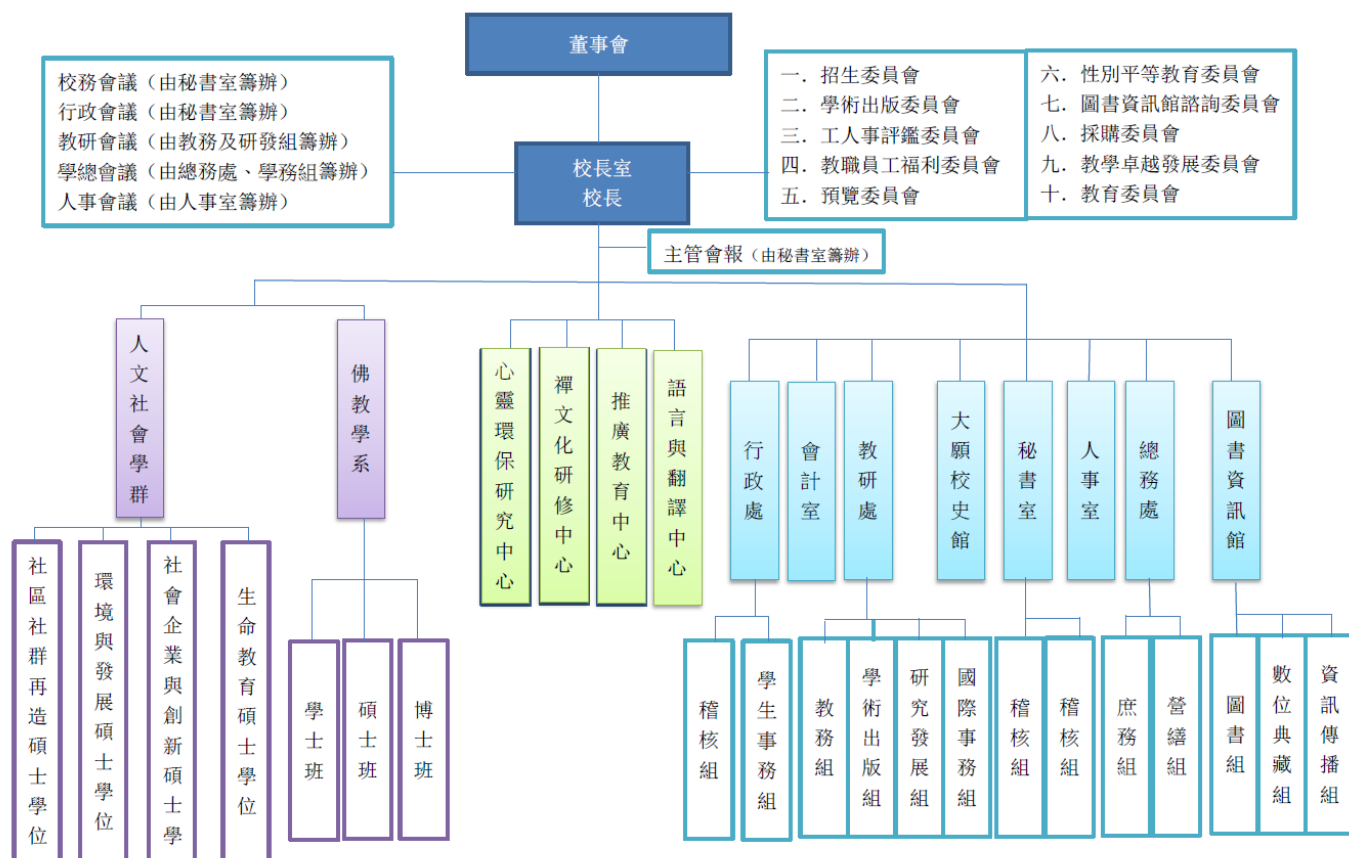 董事會
校務會議（由秘書室籌辦）
行政會議（由秘書室籌辦）
教研會議（由教務及研發組籌辦）
學總會議（由總務處、學務組籌辦）
人事會議（由人事室籌辦）
校長室
校長
一．招生委員會
二．學術出版委員會
三．工人事評鑑委員會
四．教職員工福利委員會
五．預覽委員會
六．性別平等教育委員會
七．圖書資訊館諮詢委員會
八．採購委員會
九．教學卓越發展委員會
十．教育委員會
主管會報（由秘書室籌辦）
人文社會學群
佛教學系
心靈環保研究中心
禪文化研修中心
推廣教育中心
語言與翻譯中心
行政處
會計室
教研處
大願校史館
秘書室
人事室
總務處
圖書資訊館
社區社群再造碩士學位
環境與發展碩士學位
社會企業與創新碩士學
生命教育碩士學位
學士班
碩士班
博士班
稽核組
學生事務組
教務組
學術出版組
研究發展組
國際事務組
稽核組
稽核組
庶務組
營繕組
圖書組
數位典藏組
資訊傳播組